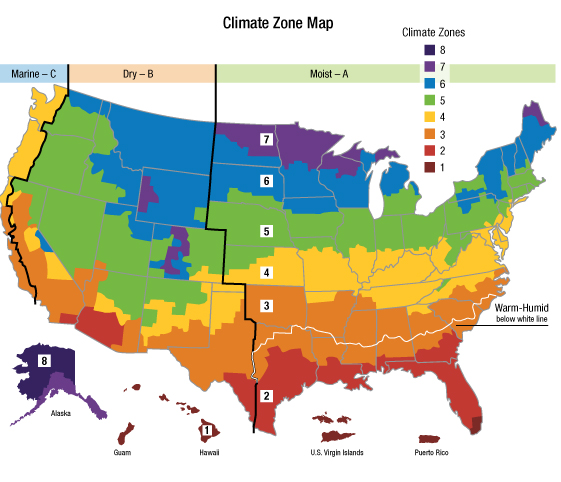 Climate Zone Map
Climate Zones
8
7
6
5
4
3
2
1
Marine – C
Dry – B
Moist – A
7
6
5
4
3
2
Warm-Humid
below white line
8
Alaska
Guam
1
Hawaii
U.S. Virgin Islands
Puerto Rico